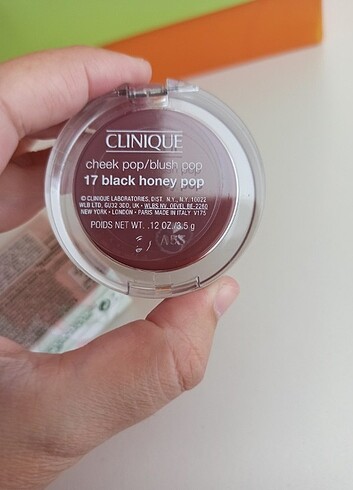 CLINIQUE
cheek pop/blush pop
17 black honey pop
© CLINIQUE LABORATORIES, DIST. N.Y., N.Y. 10022
WLB LTD, GU32 3DD, UK • WLBS NV. OEVEL BE-2260
NEW YORK • LONDON • PARIS MADE IN ITALY V175
POIDS NET WT. .12 OZ/3.5 g